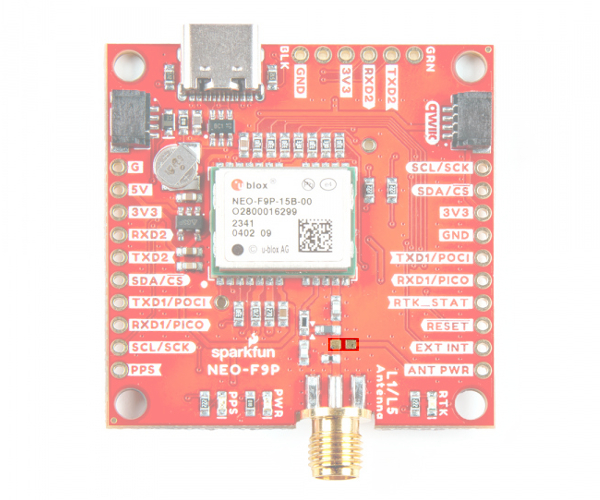 BLK
GND
3V3
RXD2
TXD2
GRN
QWIIC
G
5V
3V3
RXD2
TXD2
SDA/CS
TXD1/POCI
RXD1/PICO
SCL/SCK
PPS
SCL/SCK
SDA/CS
3V3
GND
TXD1/POCI
RXD1/PICO
RTK_STAT
RESET
EXT INT
ANT PWR
u blox
NEO-F9P-15B-00
O2800016299
2341
0402 09
© u-blox AG
sparkfun
NEO-F9P
PPS
PWR
L1/L5
Antenna
RTK